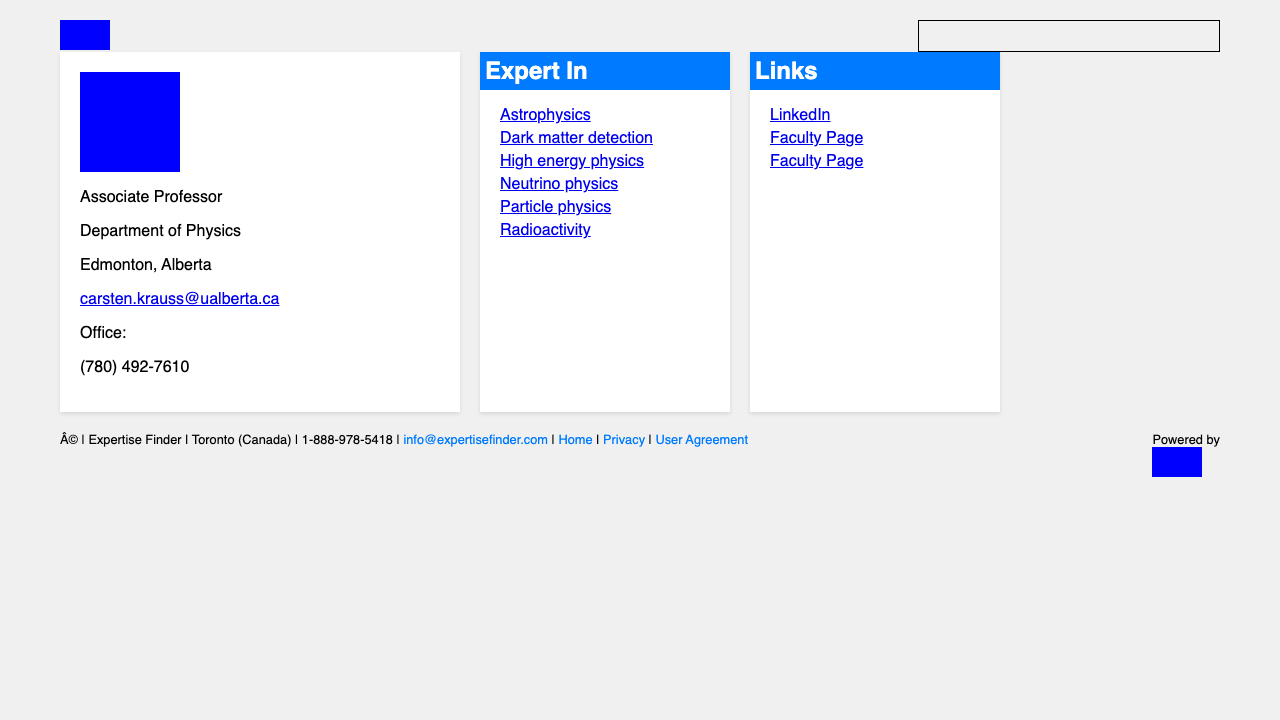 Associate Professor
Department of Physics
Edmonton, Alberta
carsten.krauss@ualberta.ca
Office:
(780) 492-7610
Expert In
Astrophysics
Dark matter detection
High energy physics
Neutrino physics
Particle physics
Radioactivity
Links
LinkedIn
Faculty Page
Faculty Page
Â© | Expertise Finder | Toronto (Canada) | 1-888-978-5418 | info@expertisefinder.com | Home | Privacy | User Agreement
Powered by